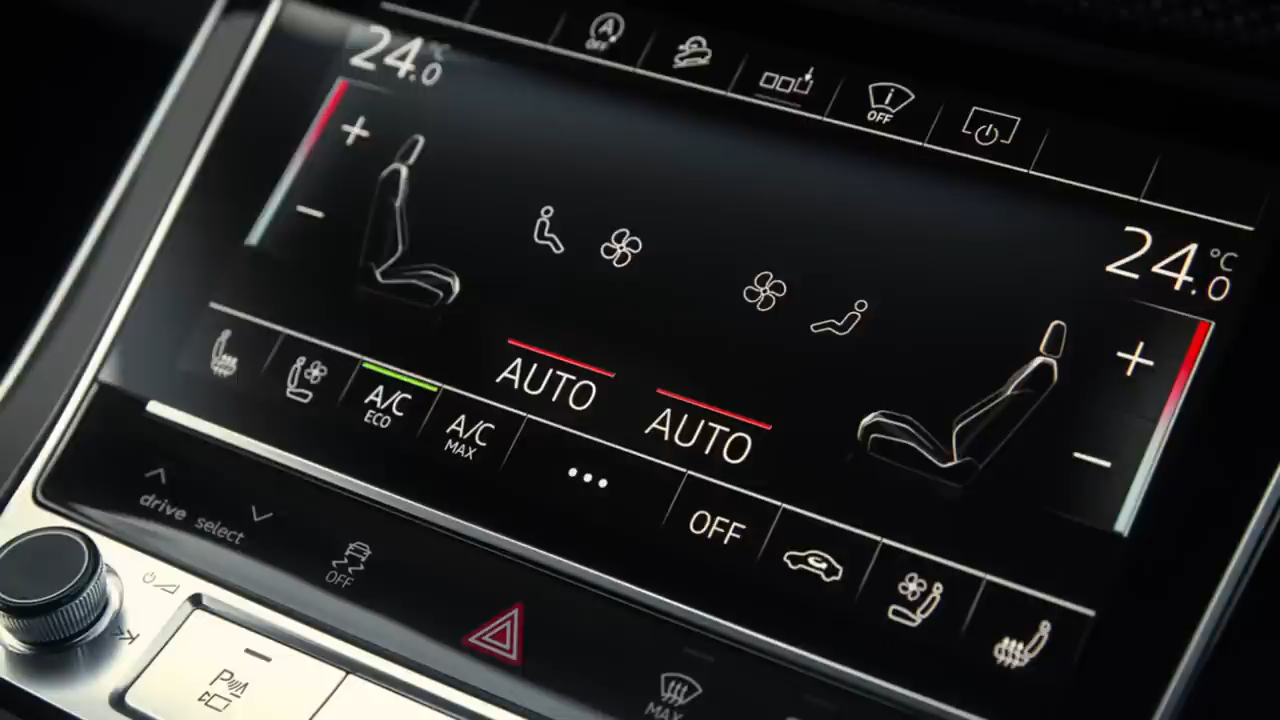 24.0 °C
A
OFF
i
OFF
24.0 °C
+
−
+
−
AUTO
AUTO
A/C
ECO
A/C
MAX
...
OFF
drive select
OFF
P
MAX